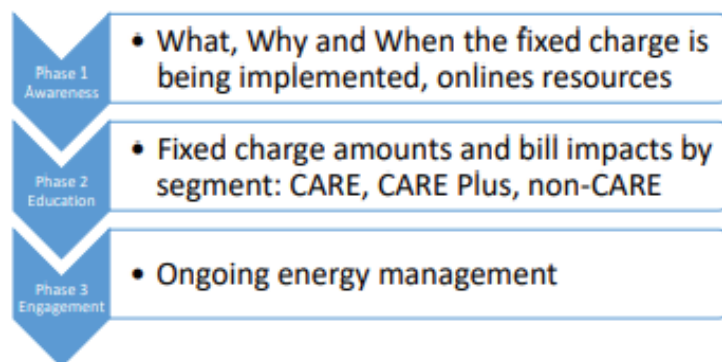 Phase 1
Awareness
• What, Why and When the fixed charge is
being implemented, onlines resources
Phase 2
Education
• Fixed charge amounts and bill impacts by
segment: CARE, CARE Plus, non-CARE
Phase 3
Engagement
• Ongoing energy management